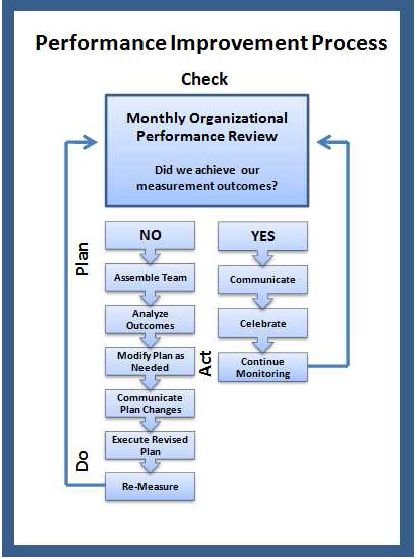 Performance Improvement Process
Check
Monthly Organizational
Performance Review
Did we achieve our
measurement outcomes?
Plan
NO
Assemble Team
Analyze
Outcomes
Modify Plan as
Needed
Communicate
Plan Changes
Execute Revised
Plan
Re-Measure
Do
Act
YES
Communicate
Celebrate
Continue
Monitoring